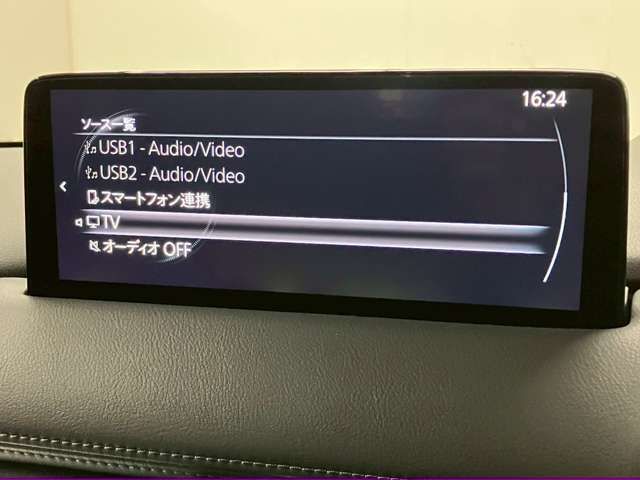 16:24
ソース一覧
USB1 - Audio/Video
USB2 - Audio/Video
スマートフォン連携
TV
オーディオ OFF